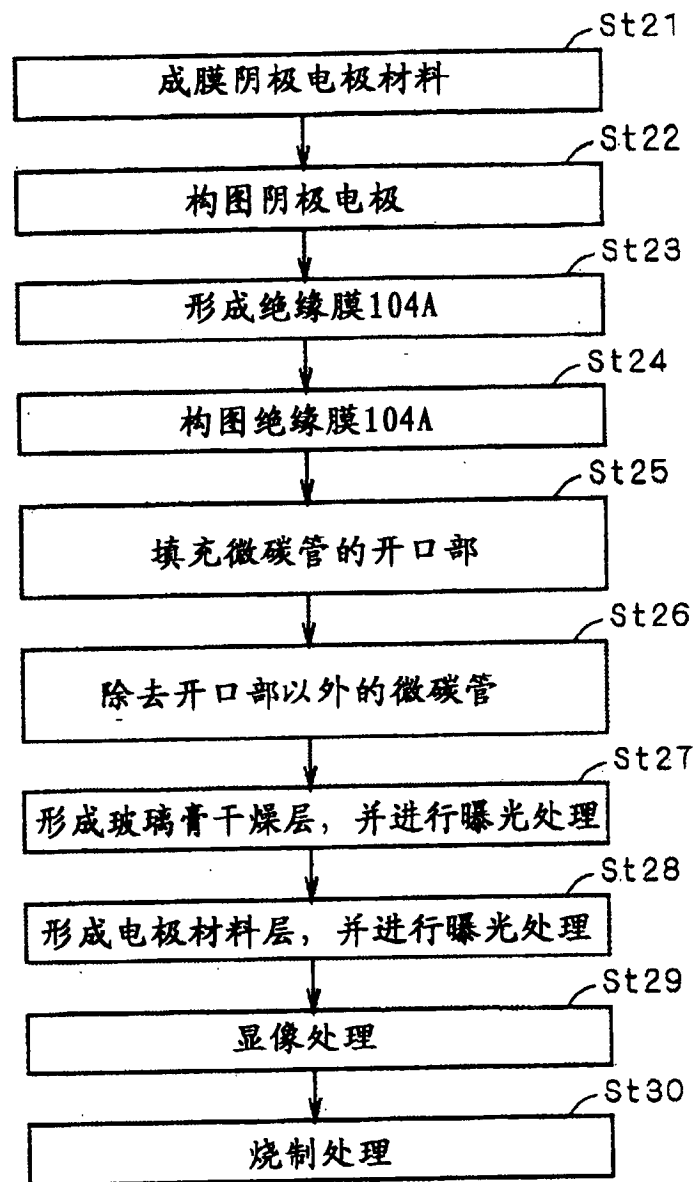 St21
成膜阴极电极材料
St22
构图阴极电极
St23
形成绝缘膜104A
St24
构图绝缘膜104A
St25
填充微碳管的开口部
St26
除去开口部以外的微碳管
St27
形成玻璃膏干燥层，并进行曝光处理
St28
形成电极材料层，并进行曝光处理
St29
显像处理
St30
烧制处理